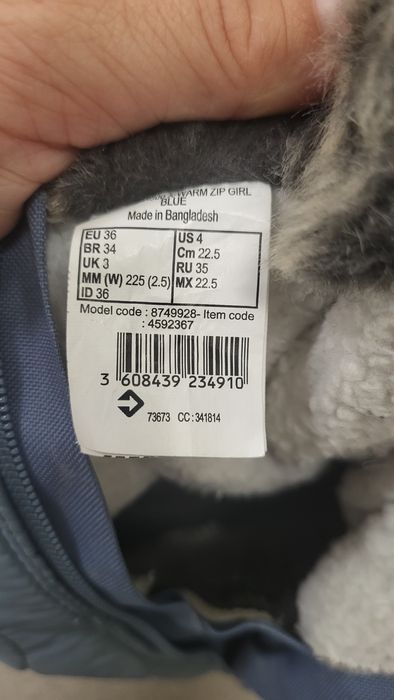 WARM ZIP GIRL
BLUE
Made in Bangladesh
EU 36 US 4
BR 34 Cm 22.5
UK 3 RU 35
MM (W) 225 (2.5) MX 22.5
ID 36
Model code : 8749928- Item code
: 4592367
3 608439 234910
73673 CC:341814